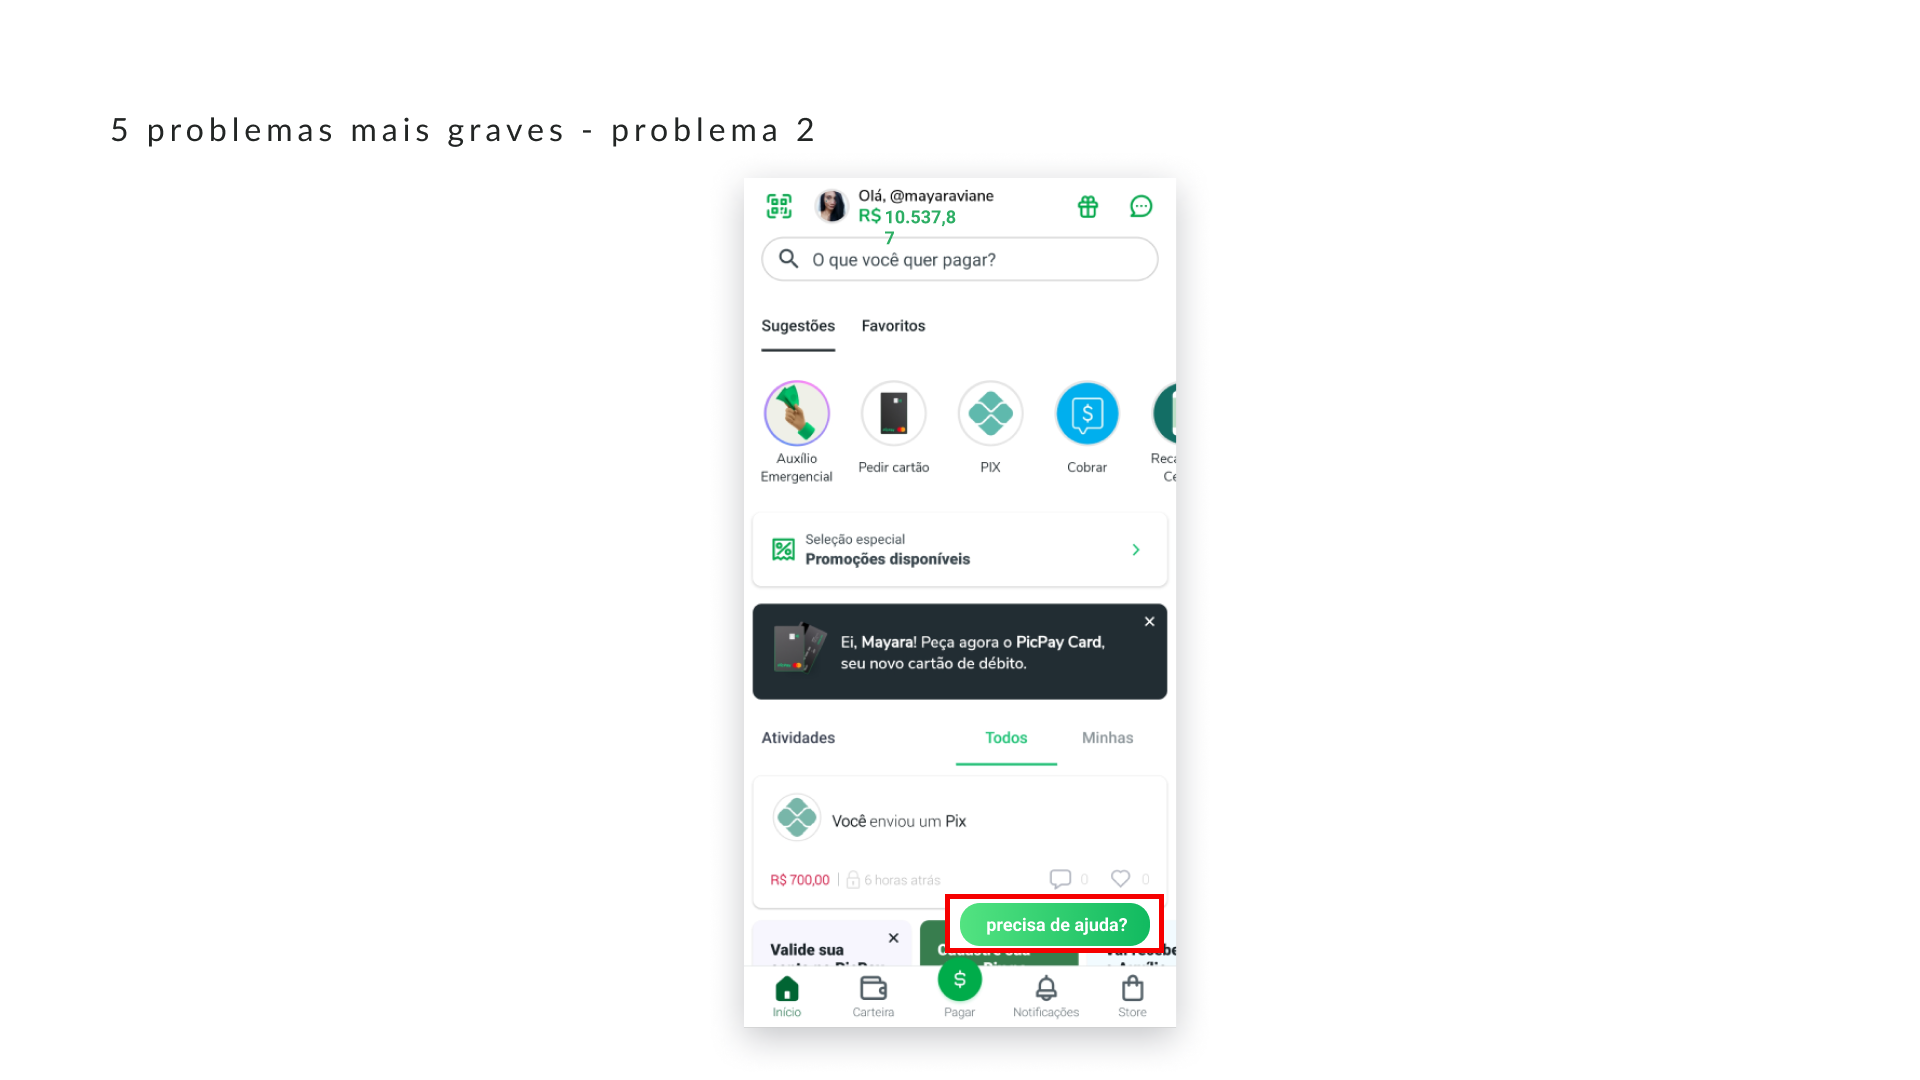 5 problemas mais graves - problema 2
Olá, @mayaraviane
R$ 10.537,8
7
O que você quer pagar?
Sugestões Favoritos
Auxílio
Emergencial
Pedir cartão
PIX
Cobrar
Reca
Ce
Seleção especial
Promoções disponíveis
Ei, Mayara! Peça agora o PicPay Card,
seu novo cartão de débito.
Atividades Todos Minhas
Você enviou um Pix
R$ 700,00 | 6 horas atrás 0 0
precisa de ajuda?
Valide sua
Início Carteira Pagar Notificações Store